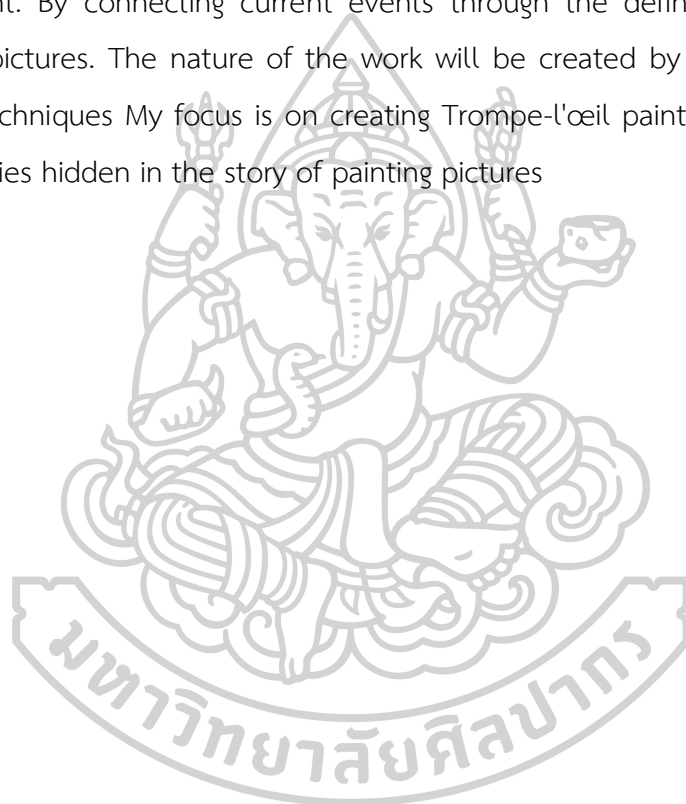 nt. By connecting current events through the defin
pictures. The nature of the work will be created by
echniques My focus is on creating Trompe-l'œil paint
ies hidden in the story of painting pictures
มหาวิทยาลัยศิลปากร